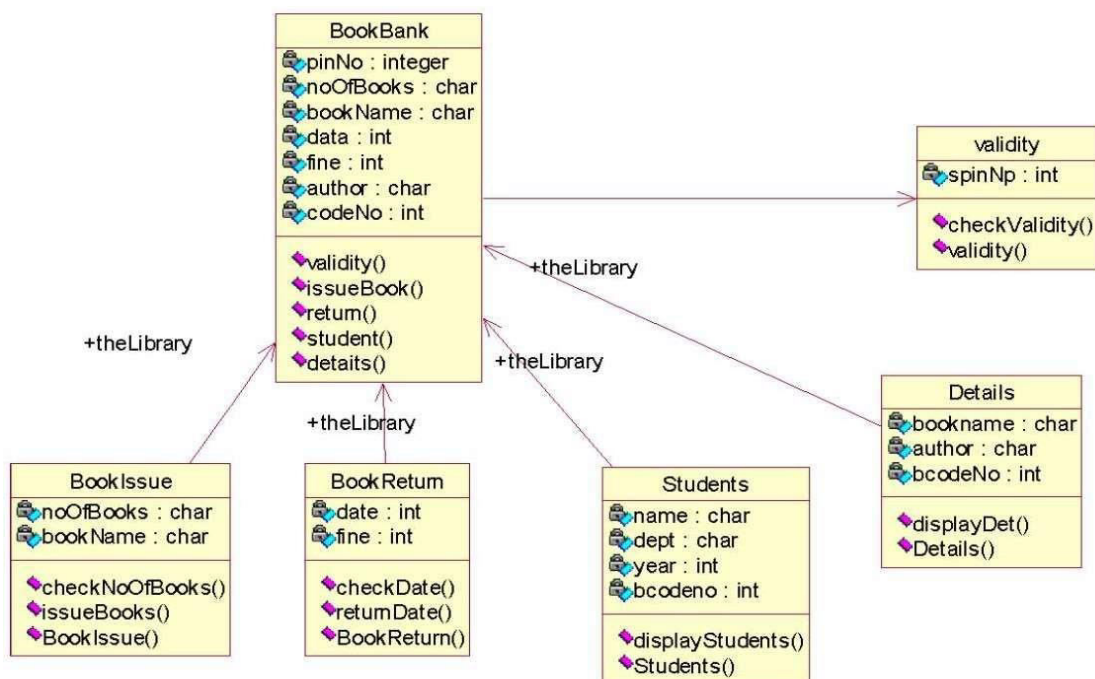 BookBank
pinNo : integer
noOfBooks : char
bookName : char
data : int
fine : int
author : char
codeNo : int
validity()
issueBook()
return()
student()
detaits()
validity
spinNp : int
checkValidity()
validity()
+theLibrary
+theLibrary
+theLibrary
+theLibrary
BookIssue
noOfBooks : char
bookName : char
checkNoOfBooks()
issueBooks()
BookIssue()
BookReturn
date : int
fine : int
checkDate()
returnDate()
BookReturn()
Students
name : char
dept : char
year : int
bcodeno : int
displayStudents()
Students()
Details
bookname : char
author : char
bcodeNo : int
displayDet()
Details()